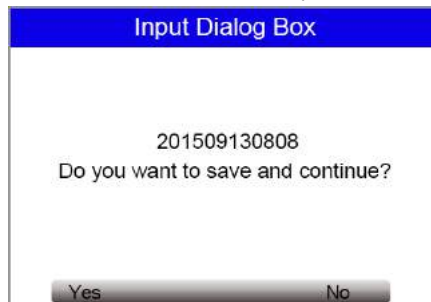 Input Dialog Box
201509130808
Do you want to save and continue?
Yes No